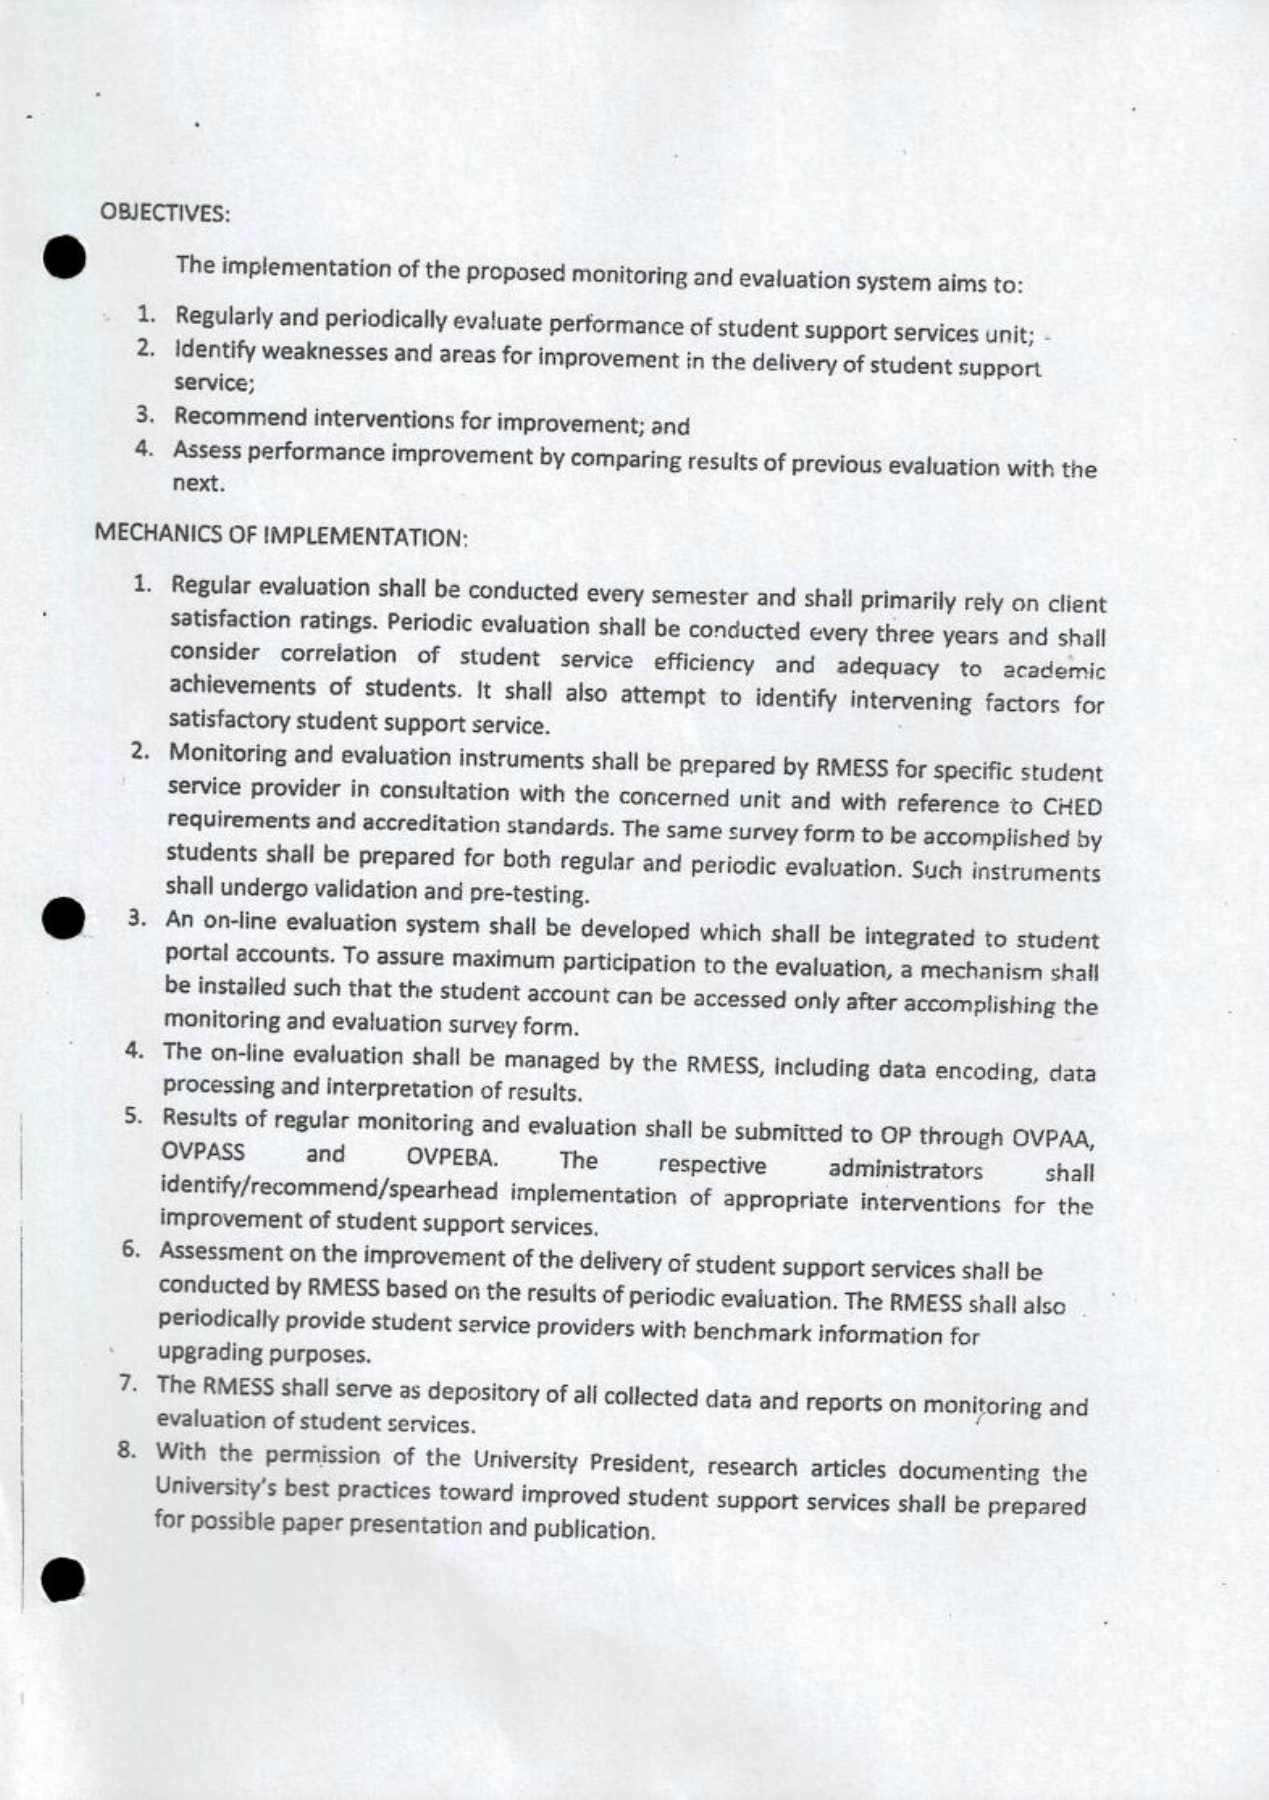 OBJECTIVES:
The implementation of the proposed monitoring and evaluation system aims to:
1. Regularly and periodically evaluate performance of student support services unit;
2. Identify weaknesses and areas for improvement in the delivery of student support
service;
3. Recommend interventions for improvement; and
4. Assess performance improvement by comparing results of previous evaluation with the
next.
MECHANICS OF IMPLEMENTATION:
1. Regular evaluation shall be conducted every semester and shall primarily rely on client
satisfaction ratings. Periodic evaluation shall be conducted every three years and shall
consider correlation of student service efficiency and adequacy to academic
achievements of students. It shall also attempt to identify intervening factors for
satisfactory student support service.
2. Monitoring and evaluation instruments shall be prepared by RMESS for specific student
service provider in consultation with the concerned unit and with reference to CHED
requirements and accreditation standards. The same survey form to be accomplished by
students shall be prepared for both regular and periodic evaluation. Such instruments
shall undergo validation and pre-testing.
3. An on-line evaluation system shall be developed which shall be integrated to student
portal accounts. To assure maximum participation to the evaluation, a mechanism shall
be installed such that the student account can be accessed only after accomplishing the
monitoring and evaluation survey form.
4. The on-line evaluation shall be managed by the RMESS, including data encoding, data
processing and interpretation of results.
5. Results of regular monitoring and evaluation shall be submitted to OP through OVPAA,
OVPASS and OVPEBA. The respective administrators shall
identify/recommend/spearhead implementation of appropriate interventions for the
improvement of student support services.
6. Assessment on the improvement of the delivery of student support services shall be
conducted by RMESS based on the results of periodic evaluation. The RMESS shall also
periodically provide student service providers with benchmark information for
upgrading purposes.
7. The RMESS shall serve as depository of all collected data and reports on monitoring and
evaluation of student services.
8. With the permission of the University President, research articles documenting the
University's best practices toward improved student support services shall be prepared
for possible paper presentation and publication.